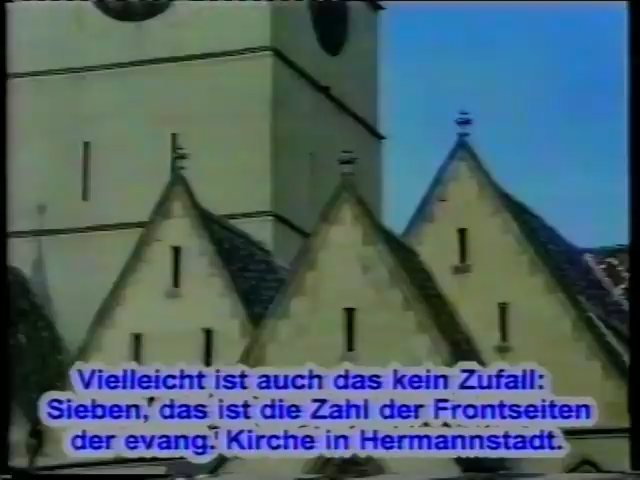 Vielleicht ist auch das kein Zufall:
Sieben, das ist die Zahl der Frontseiten
der evang. Kirche in Hermannstadt.